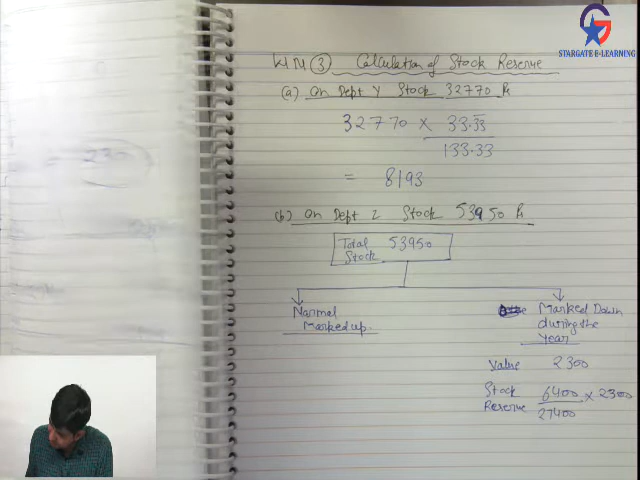 STARGATE E-LEARNING
WN ③ Calculation of Stock Reserve
(a) On Dept Y Stock 32770 Rs
32770 × 33.33
133.33
= 8193
(b) On Dept Z Stock 53950 Rs
Total Stock 53950
Normal
Marked up.
Marked Down
during the
Year
Value 2300
Stock Reserve 6400 × 2300
27400
= 230